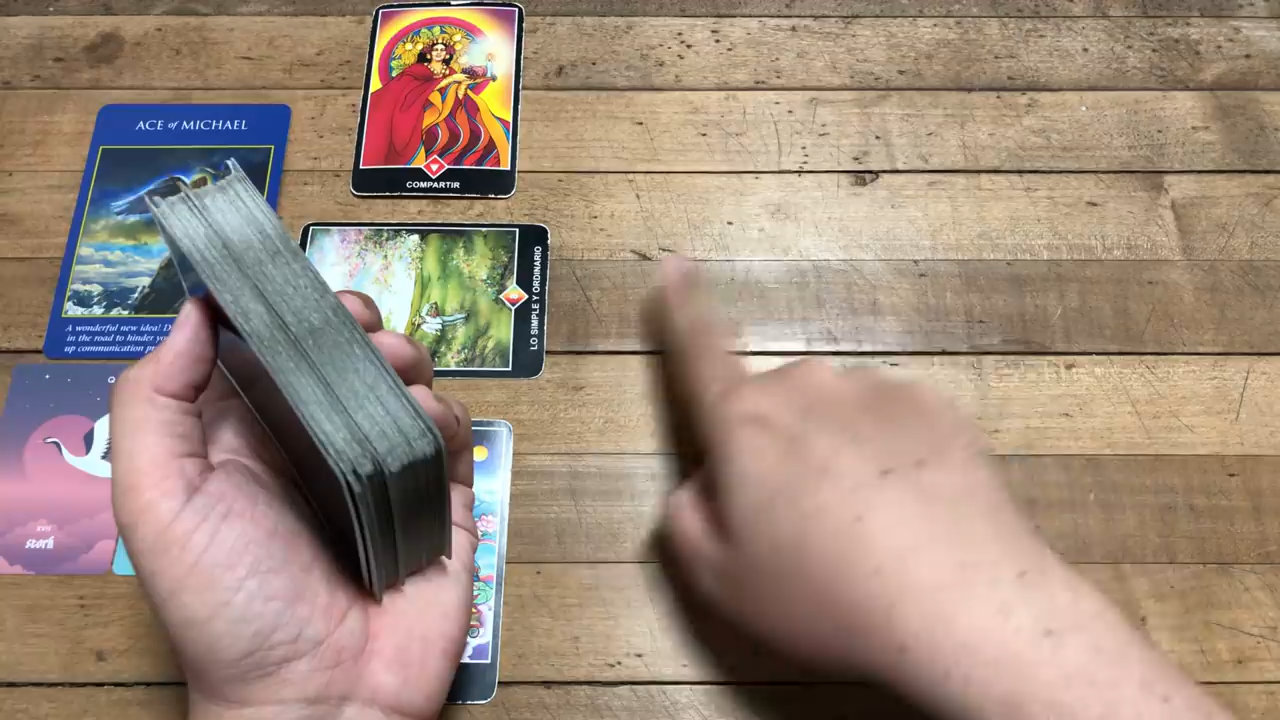 COMPARTIR
ACE of MICHAEL
A wonderful new idea!
in the road to hinder
up communication
LO SIMPLE Y ORDINARIO
XVII
stork